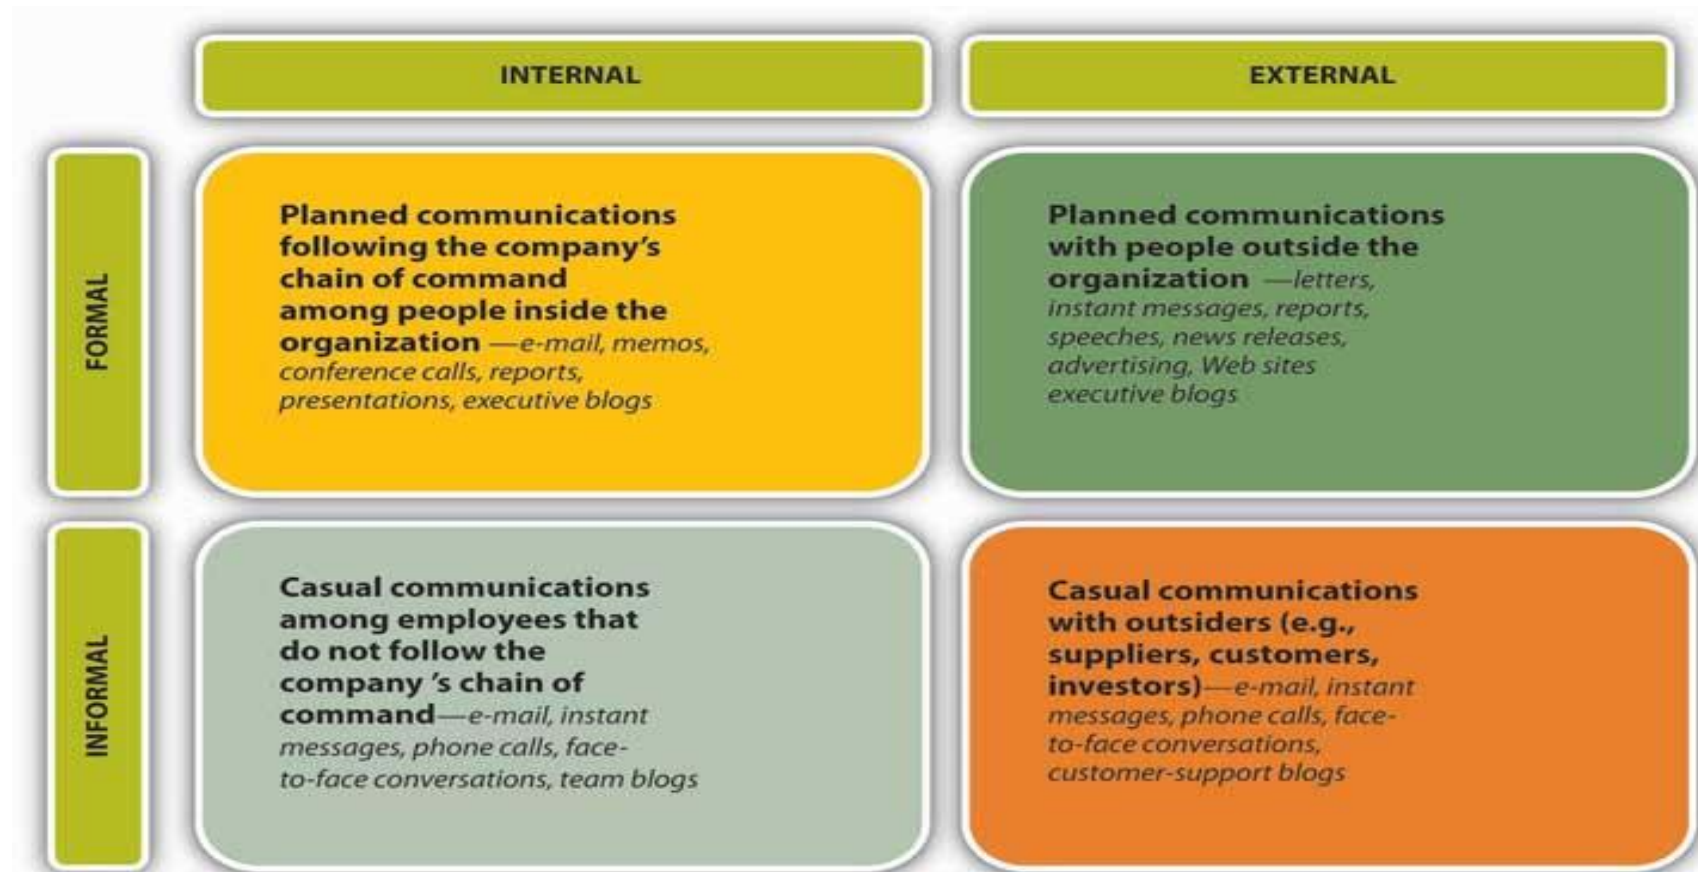 INTERNAL
EXTERNAL
FORMAL
Planned communications
following the company’s
chain of command
among people inside the
organization —e-mail, memos,
conference calls, reports,
presentations, executive blogs
Planned communications
with people outside the
organization —letters,
instant messages, reports,
speeches, news releases,
advertising, Web sites
executive blogs
INFORMAL
Casual communications
among employees that
do not follow the
company ’s chain of
command—e-mail, instant
messages, phone calls, face-
to-face conversations, team blogs
Casual communications
with outsiders (e.g.,
suppliers, customers,
investors)—e-mail, instant
messages, phone calls, face-
to-face conversations,
customer-support blogs